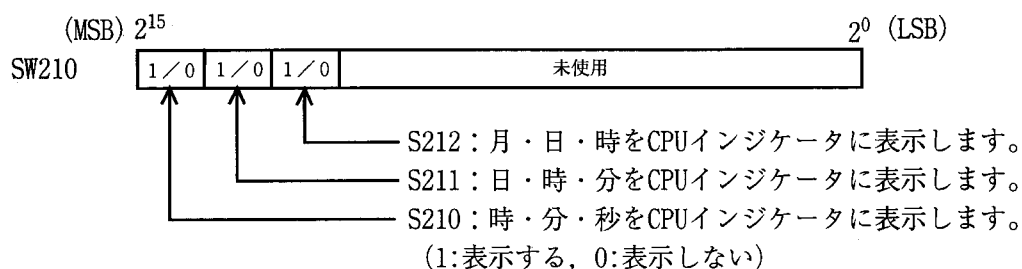 (MSB) 2¹⁵ 2⁰ (LSB)
SW210 1／0 1／0 1／0 未使用
S212：月・日・時をCPUインジケータに表示します。
S211：日・時・分をCPUインジケータに表示します。
S210：時・分・秒をCPUインジケータに表示します。
(1:表示する，0:表示しない)